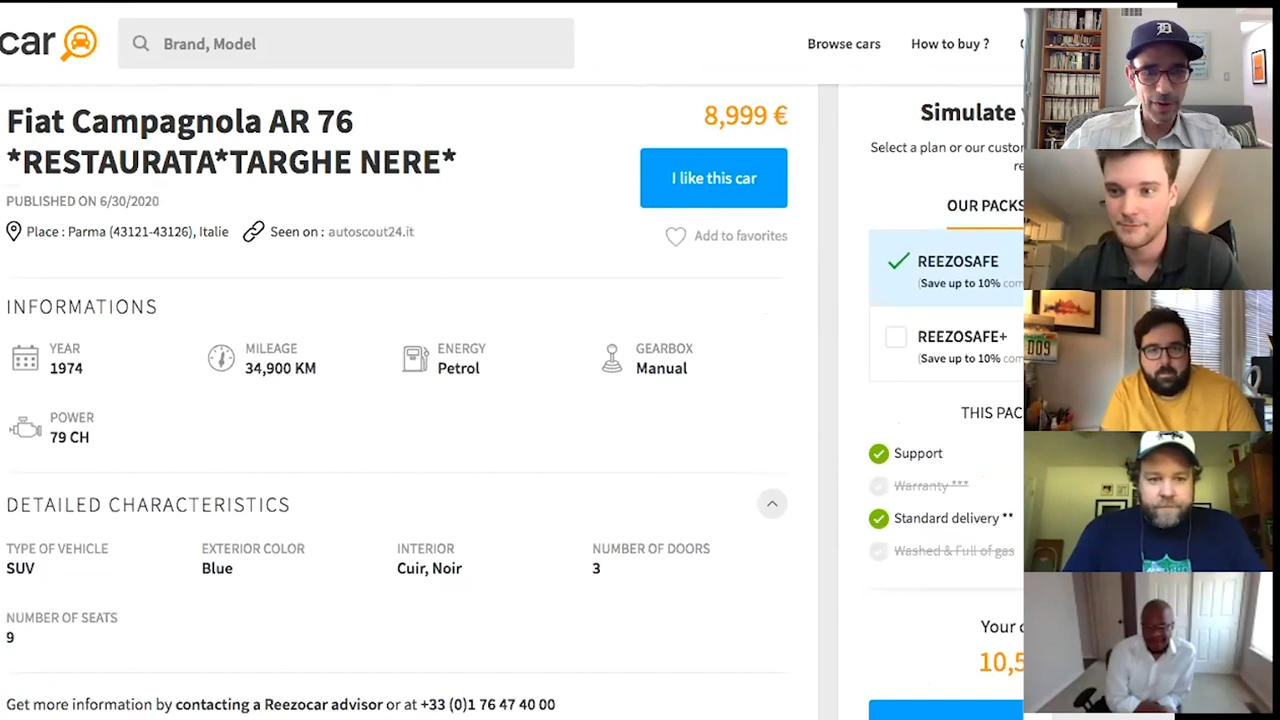 car
Brand, Model
Browse cars
How to buy ?
Fiat Campagnola AR 76
*RESTAURATA*TARGHE NERE*
8,999 €
I like this car
PUBLISHED ON 6/30/2020
Place : Parma (43121-43126), Italie
Seen on : autoscout24.it
Add to favorites
INFORMATIONS
YEAR
1974
MILEAGE
34,900 KM
ENERGY
Petrol
GEARBOX
Manual
POWER
79 CH
DETAILED CHARACTERISTICS
TYPE OF VEHICLE
SUV
EXTERIOR COLOR
Blue
INTERIOR
Cuir, Noir
NUMBER OF DOORS
3
NUMBER OF SEATS
9
Get more information by contacting a Reezocar advisor or at +33 (0)1 76 47 40 00
Simulate
Select a plan or our custom
OUR PACKS
REEZOSAFE
(Save up to 10%
REEZOSAFE+
(Save up to 10%
THIS PAC
Support
Warranty ***
Standard delivery **
Washed & Full of gas
Your
10,5
D
D09